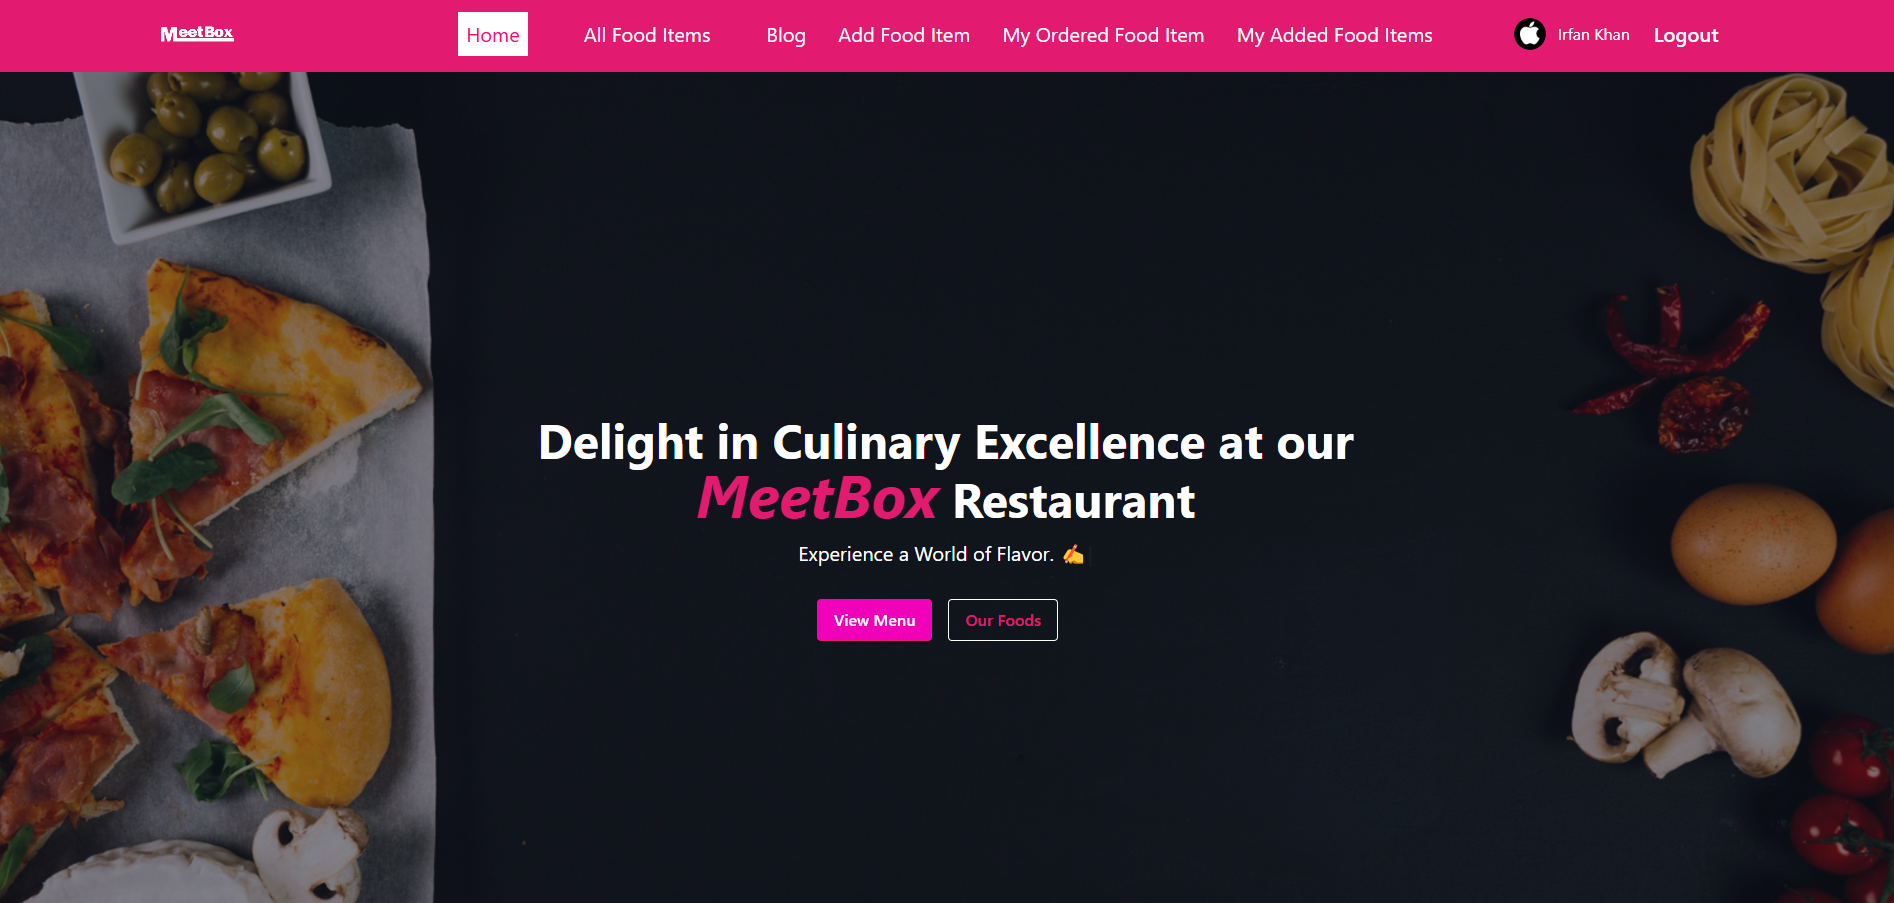 MeetBox
Home All Food Items Blog Add Food Item My Ordered Food Item My Added Food Items Irfan Khan Logout
Delight in Culinary Excellence at our
MeetBox Restaurant
Experience a World of Flavor. ✍
View Menu Our Foods